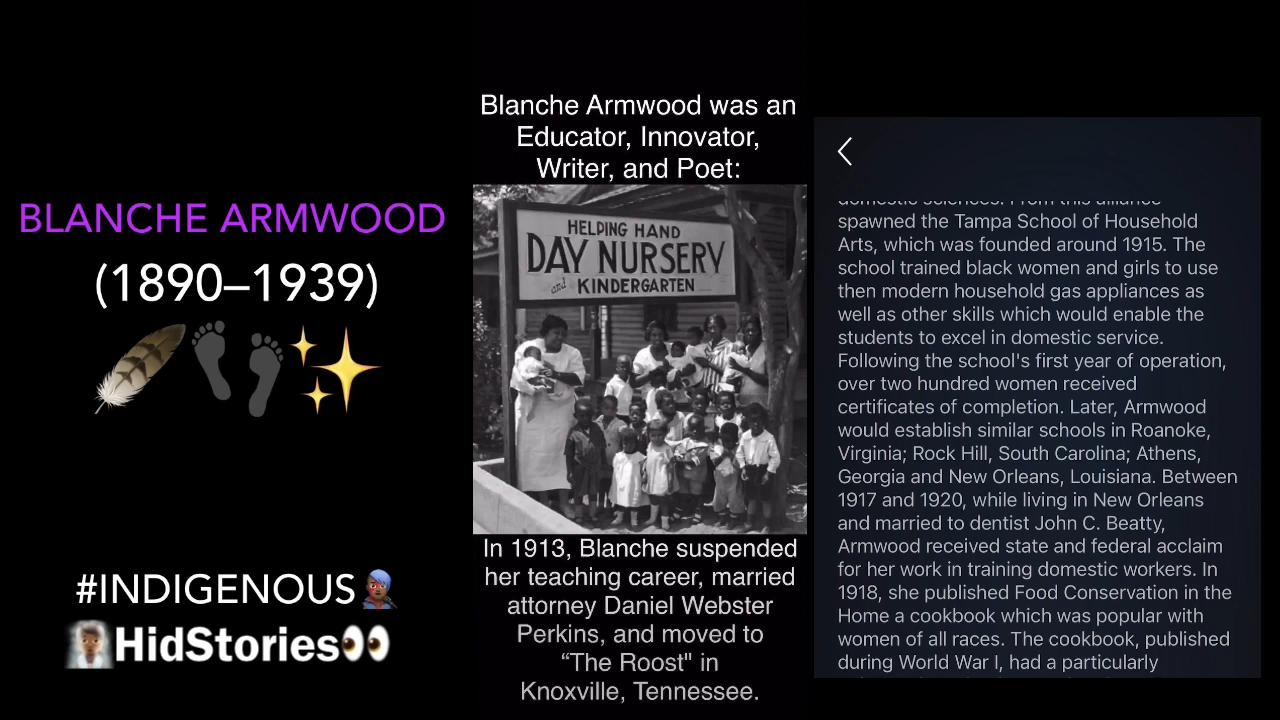 BLANCHE ARMWOOD
(1890–1939)
#INDIGENOUS
HidStories
Blanche Armwood was an
Educator, Innovator,
Writer, and Poet:
HELPING HAND
DAY NURSERY
and KINDERGARTEN
In 1913, Blanche suspended
her teaching career, married
attorney Daniel Webster
Perkins, and moved to
“The Roost" in
Knoxville, Tennessee.
domestic sciences. From this alliance
spawned the Tampa School of Household
Arts, which was founded around 1915. The
school trained black women and girls to use
then modern household gas appliances as
well as other skills which would enable the
students to excel in domestic service.
Following the school's first year of operation,
over two hundred women received
certificates of completion. Later, Armwood
would establish similar schools in Roanoke,
Virginia; Rock Hill, South Carolina; Athens,
Georgia and New Orleans, Louisiana. Between
1917 and 1920, while living in New Orleans
and married to dentist John C. Beatty,
Armwood received state and federal acclaim
for her work in training domestic workers. In
1918, she published Food Conservation in the
Home a cookbook which was popular with
women of all races. The cookbook, published
during World War I, had a particularly